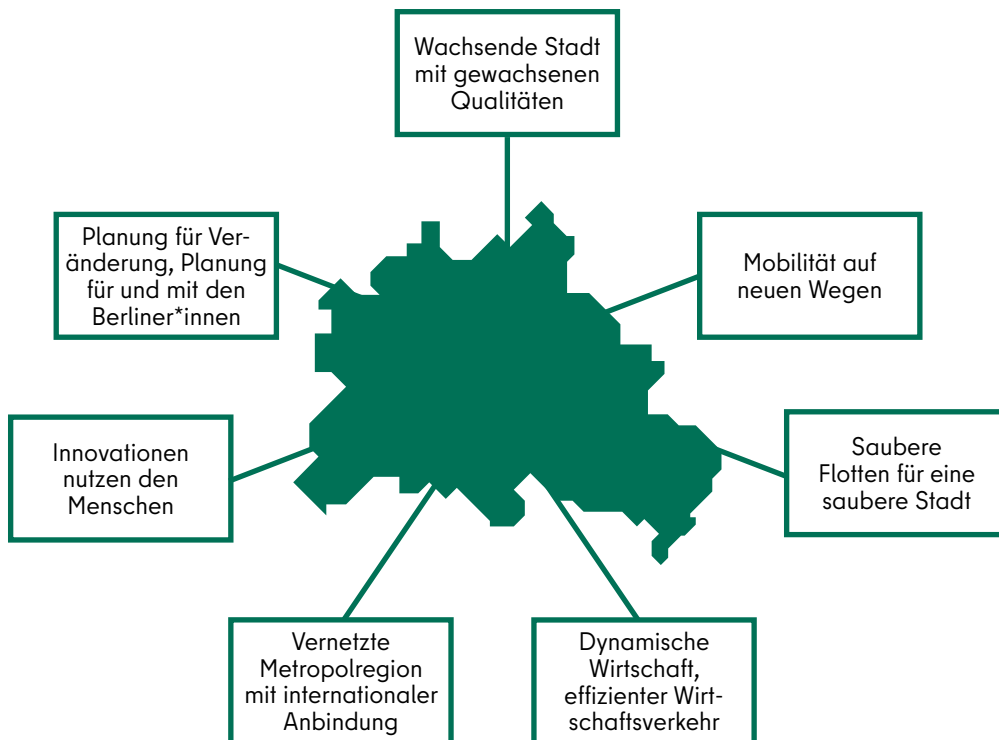 Wachsende Stadt
mit gewachsenen
Qualitäten
Planung für Ver-
änderung, Planung
für und mit den
Berliner*innen
Mobilität auf
neuen Wegen
Innovationen
nutzen den
Menschen
Saubere
Flotten für eine
saubere Stadt
Vernetzte
Metropolregion
mit internationaler
Anbindung
Dynamische
Wirtschaft,
effizienter Wirt-
schaftsverkehr